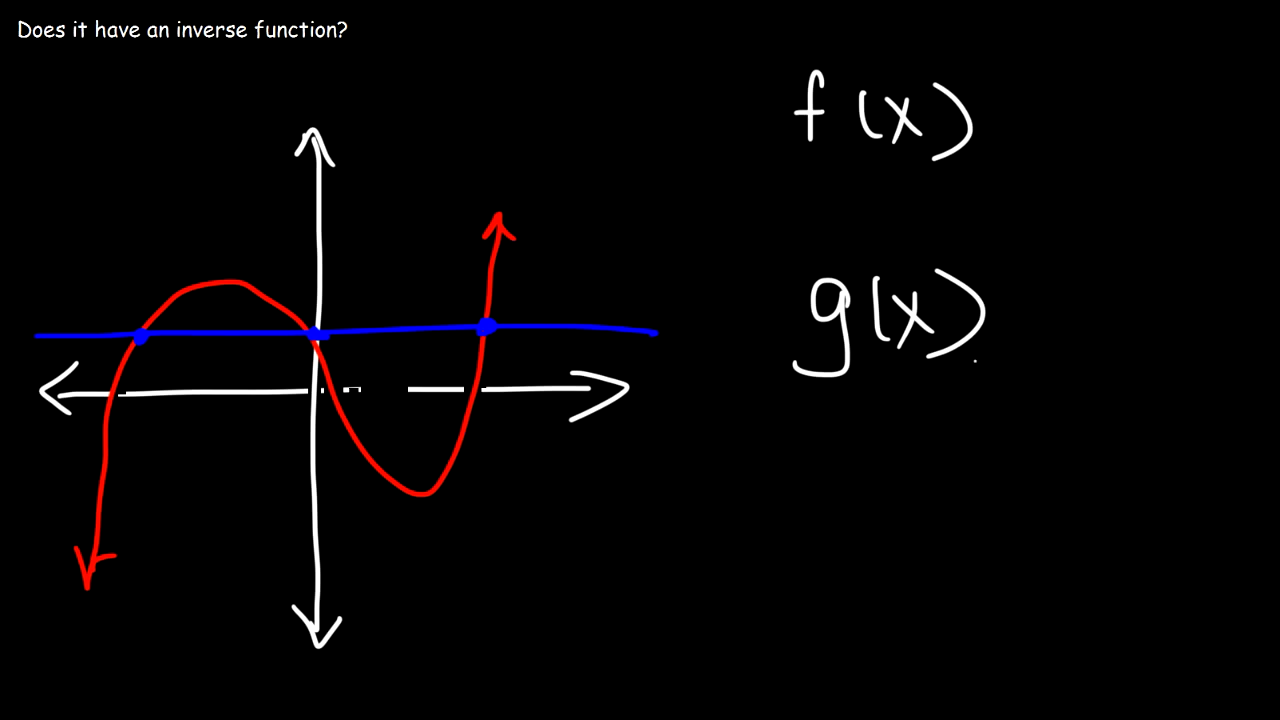 Does it have an inverse function?
f(x)
g(x)